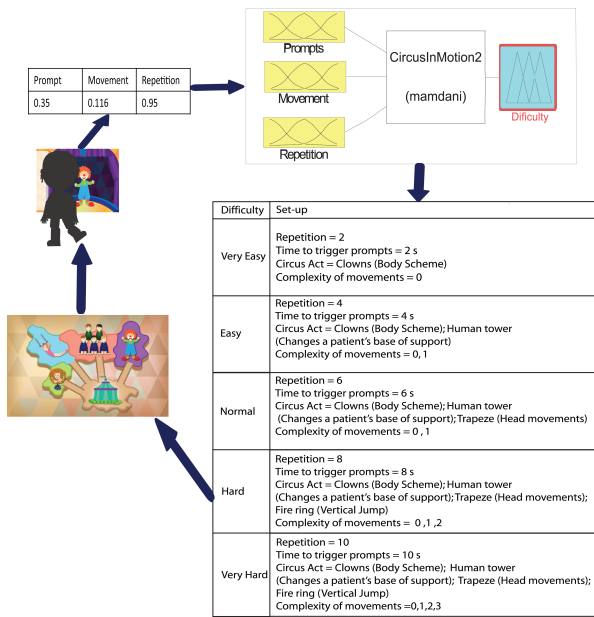 Prompt Movement Repetition
0.35 0.116 0.95
Prompts
Movement
Repetition
CircusInMotion2
(mamdani)
Dificulty
Difficulty Set-up
Very Easy
Repetition = 2
Time to trigger prompts = 2 s
Circus Act = Clowns (Body Scheme)
Complexity of movements = 0
Easy
Repetition = 4
Time to trigger prompts = 4 s
Circus Act = Clowns (Body Scheme); Human tower
(Changes a patient's base of support)
Complexity of movements = 0, 1
Normal
Repetition = 6
Time to trigger prompts = 6 s
Circus Act = Clowns (Body Scheme); Human tower
(Changes a patient's base of support); Trapeze (Head movements)
Complexity of movements = 0 , 1
Hard
Repetition = 8
Time to trigger prompts = 8 s
Circus Act = Clowns (Body Scheme); Human tower
(Changes a patient's base of support); Trapeze (Head movements);
Fire ring (Vertical Jump)
Complexity of movements = 0 ,1 ,2
Very Hard
Repetition = 10
Time to trigger prompts = 10 s
Circus Act = Clowns (Body Scheme); Human tower
(Changes a patient's base of support); Trapeze (Head movements);
Fire ring (Vertical Jump)
Complexity of movements =0,1,2,3